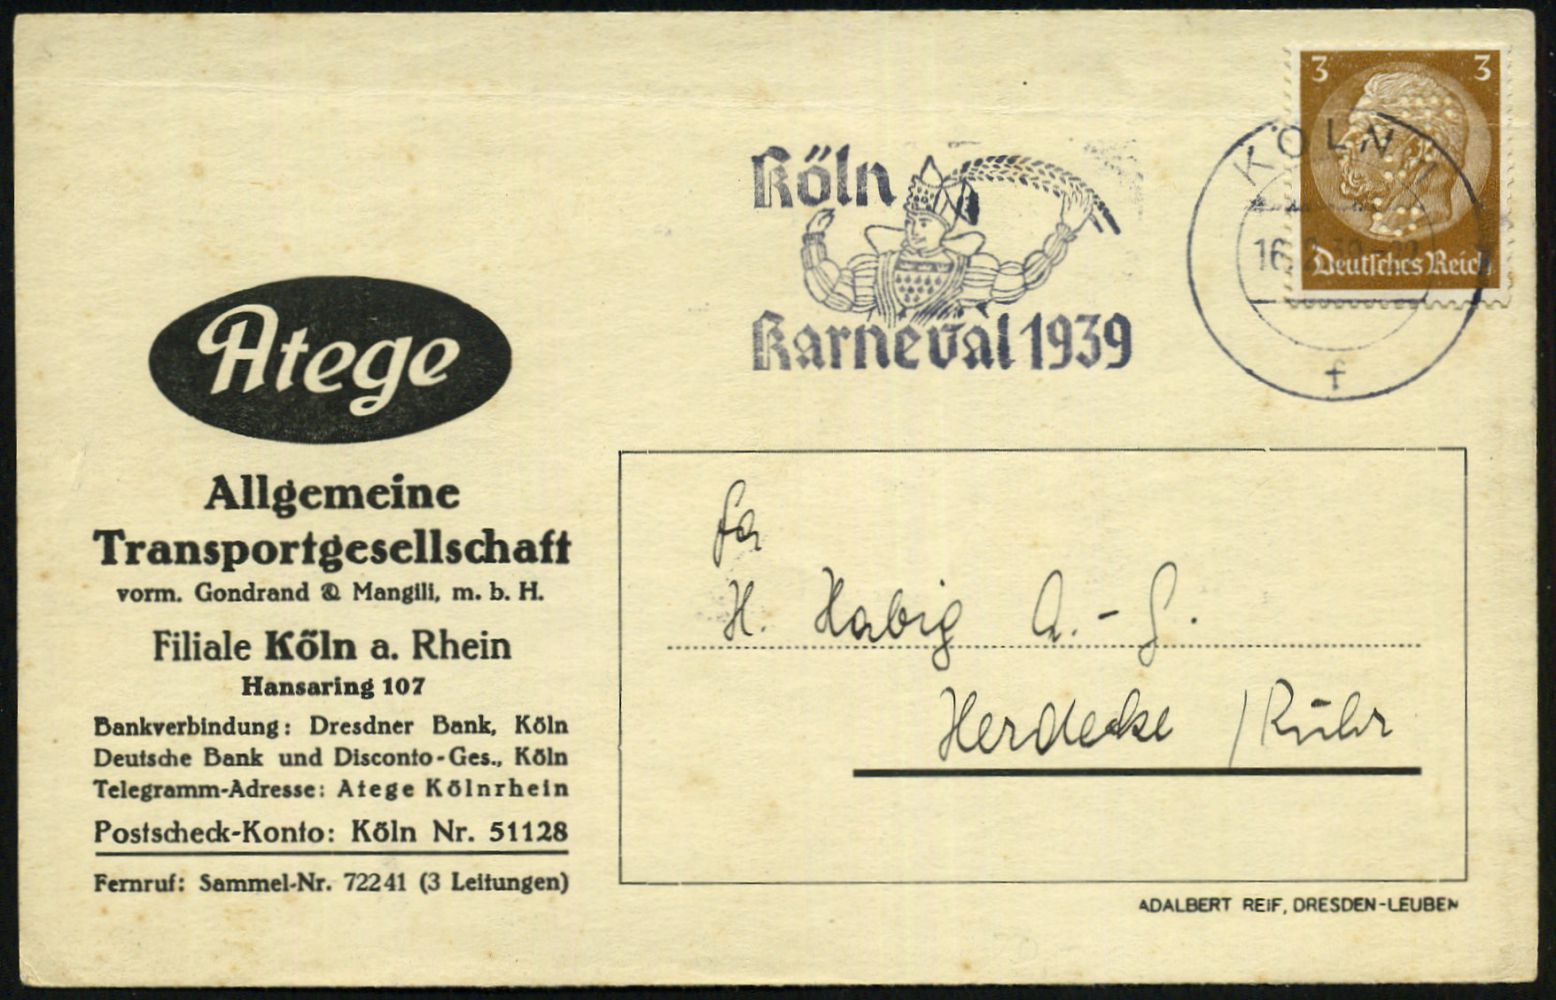 3 3
Deutsches Reich
KÖLN 1
16.
f
Köln
Karneval 1939
Atege
Allgemeine
Transportgesellschaft
vorm. Gondrand & Mangili, m. b. H.
Filiale Köln a. Rhein
Hansaring 107
Bankverbindung: Dresdner Bank, Köln
Deutsche Bank und Disconto-Ges., Köln
Telegramm-Adresse: Atege Kölnrhein
Postscheck-Konto: Köln Nr. 51128
Fernruf: Sammel-Nr. 72241 (3 Leitungen)
Fa
H. Habig A.-G.
Herdecke /Ruhr
ADALBERT REIF, DRESDEN-LEUBEN